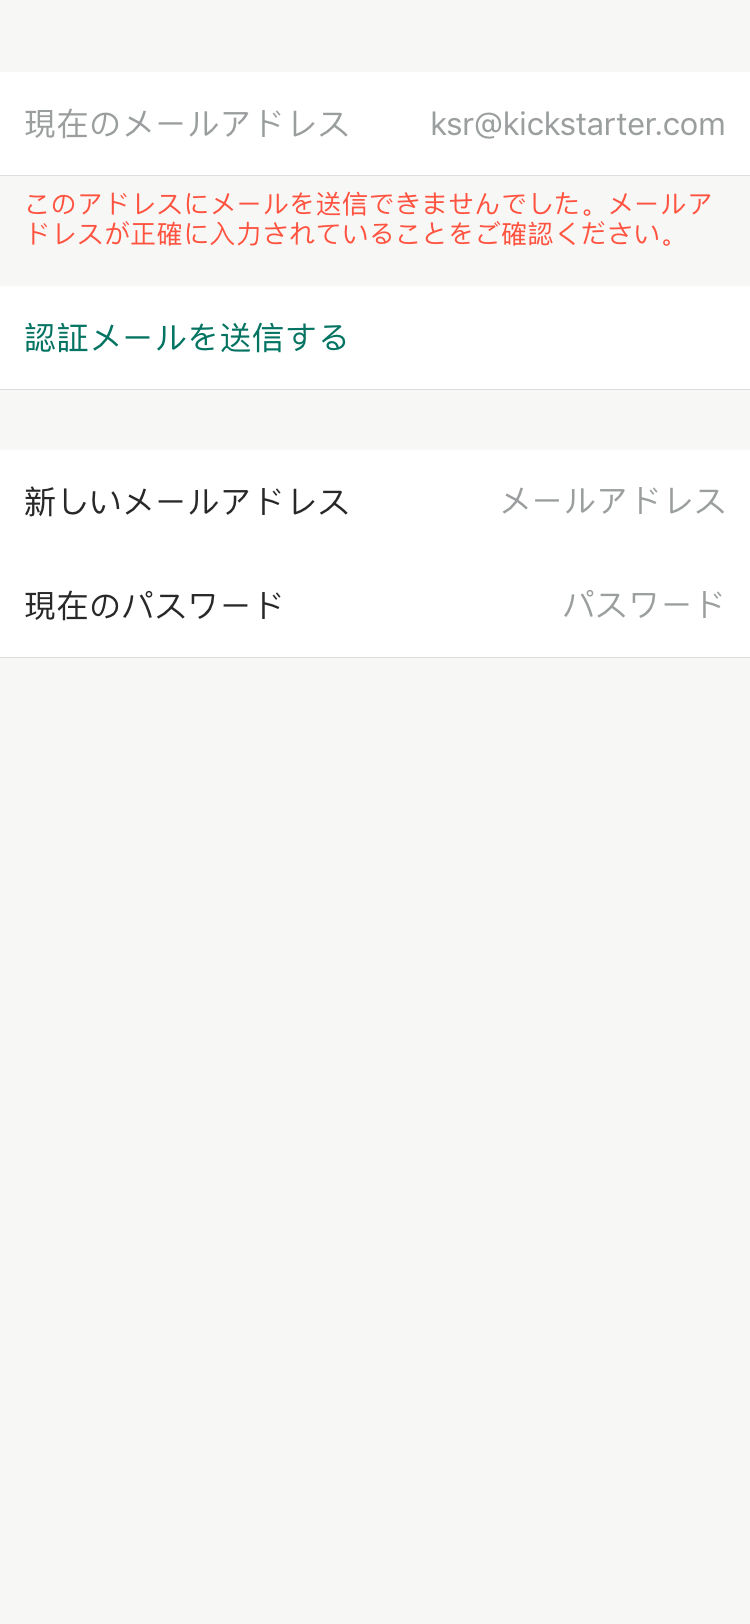 現在のメールアドレス ksr@kickstarter.com
このアドレスにメールを送信できませんでした。メールア
ドレスが正確に入力されていることをご確認ください。
認証メールを送信する
新しいメールアドレス メールアドレス
現在のパスワード パスワード